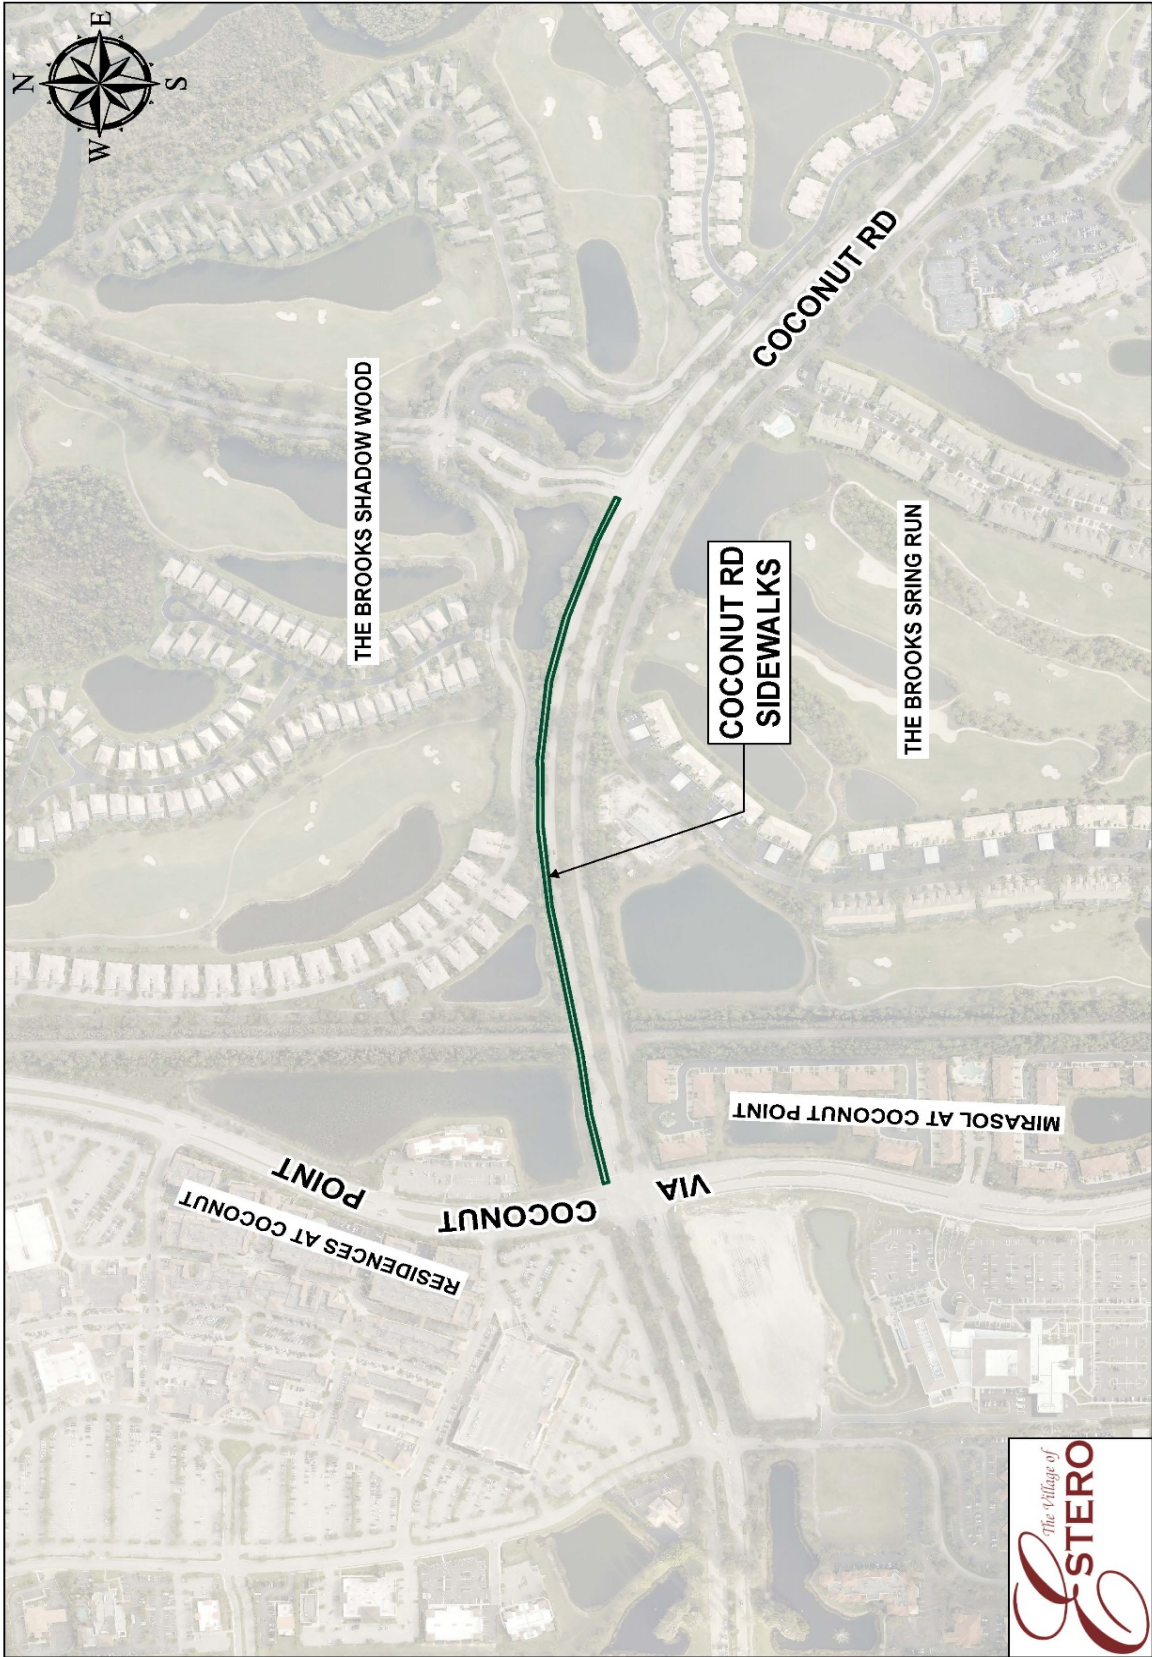 N
E
S
W
THE BROOKS SHADOW WOOD
COCONUT RD
COCONUT RD
SIDEWALKS
THE BROOKS SRING RUN
MIRASOL AT COCONUT POINT
VIA
COCONUT
POINT
RESIDENCES AT COCONUT
The Village of
ESTERO